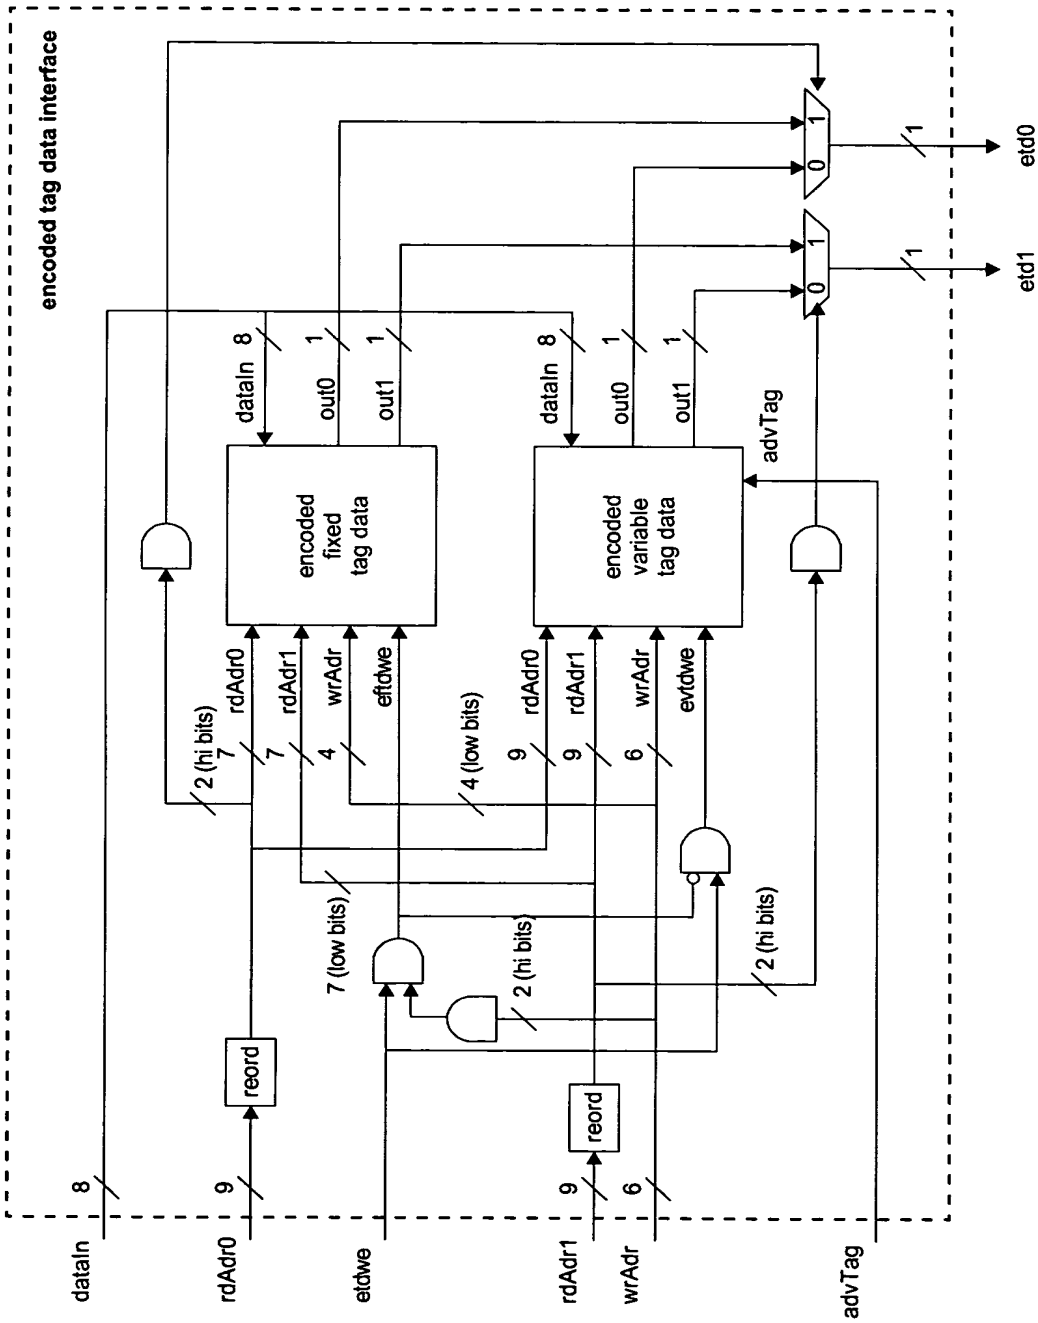 encoded tag data interface
dataIn
8
rdAdr0
9
etdwe
rdAdr1
9
wrAdr
6
advTag
reord
reord
2 (hi bits)
7
rdAdr0
7
rdAdr1
4
wrAdr
eftdwe
7 (low bits)
4 (low bits)
2 (hi bits)
2 (hi bits)
9
rdAdr0
9
rdAdr1
6
wrAdr
evtdwe
encoded
fixed
tag data
encoded
variable
tag data
dataIn
8
out0
1
out1
1
dataIn
8
out0
1
out1
1
advTag
0
1
0
1
1
1
etd0
etd1